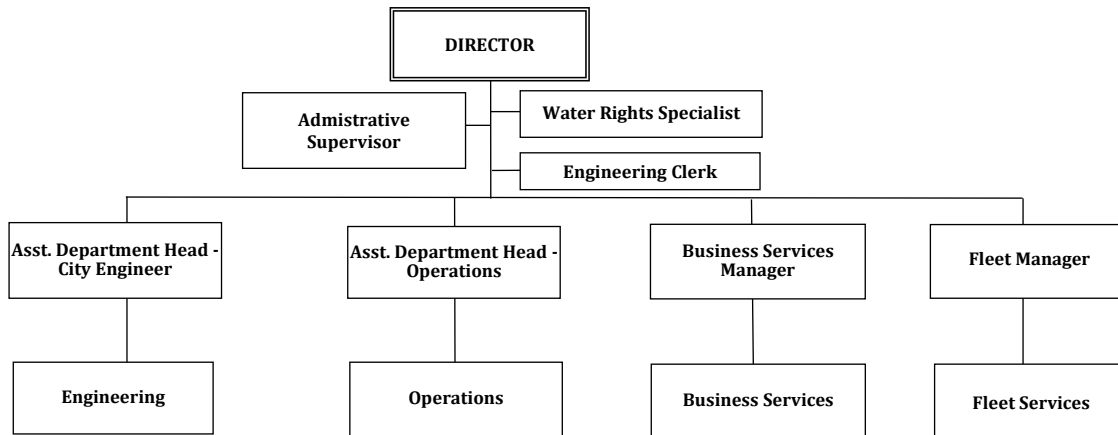 DIRECTOR
Admistrative
Supervisor
Water Rights Specialist
Engineering Clerk
Asst. Department Head -
City Engineer
Asst. Department Head -
Operations
Business Services
Manager
Fleet Manager
Engineering
Operations
Business Services
Fleet Services